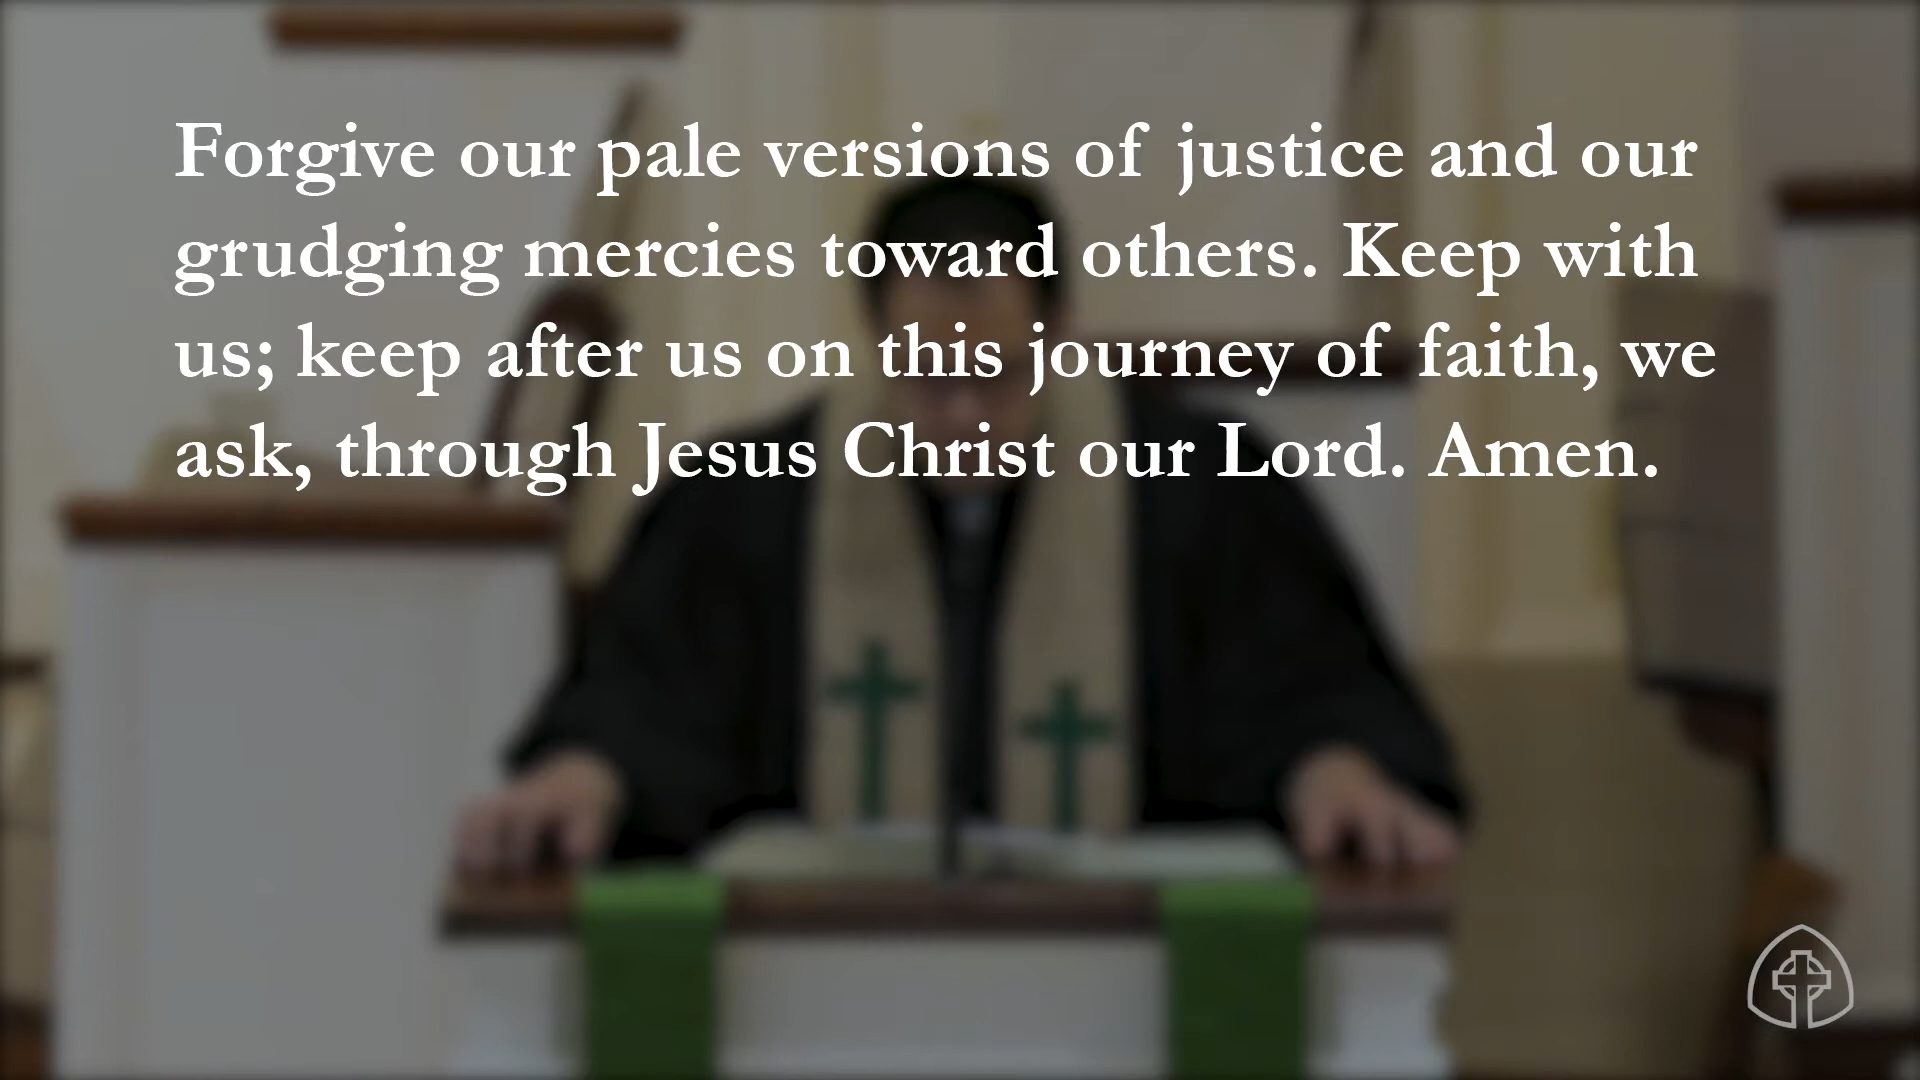 Forgive our pale versions of justice and our
grudging mercies toward others. Keep with
us; keep after us on this journey of faith, we
ask, through Jesus Christ our Lord. Amen.